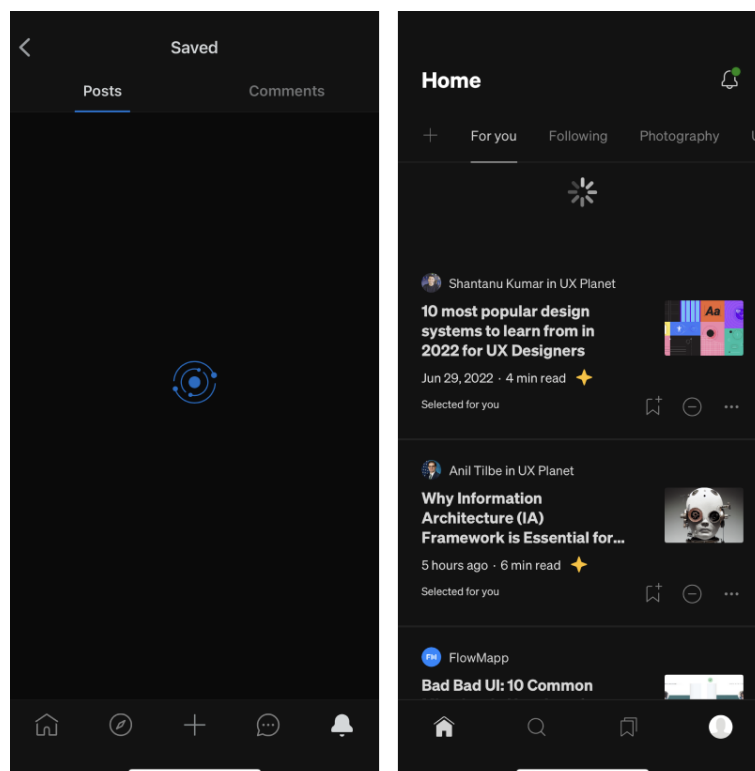 Saved
Posts
Comments
Home
For you
Following
Photography
Shantanu Kumar in UX Planet
10 most popular design
systems to learn from in
2022 for UX Designers
Aa
Jun 29, 2022 · 4 min read
Selected for you
Anil Tilbe in UX Planet
Why Information
Architecture (IA)
Framework is Essential for...
5 hours ago · 6 min read
Selected for you
FH FlowMapp
Bad Bad UI: 10 Common